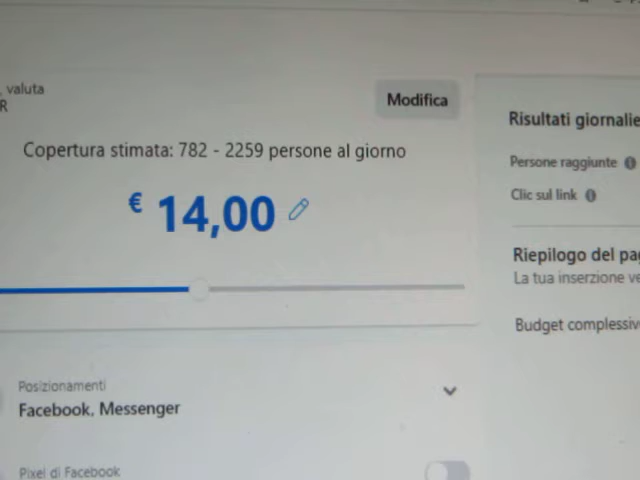 , valuta
R
Modifica
Copertura stimata: 782 - 2259 persone al giorno
€ 14,00
Posizionamenti
Facebook, Messenger
Pixel di Facebook
Risultati giornalie
Persone raggiunte
Clic sul link
Riepilogo del pag
La tua inserzione ve
Budget complessiv